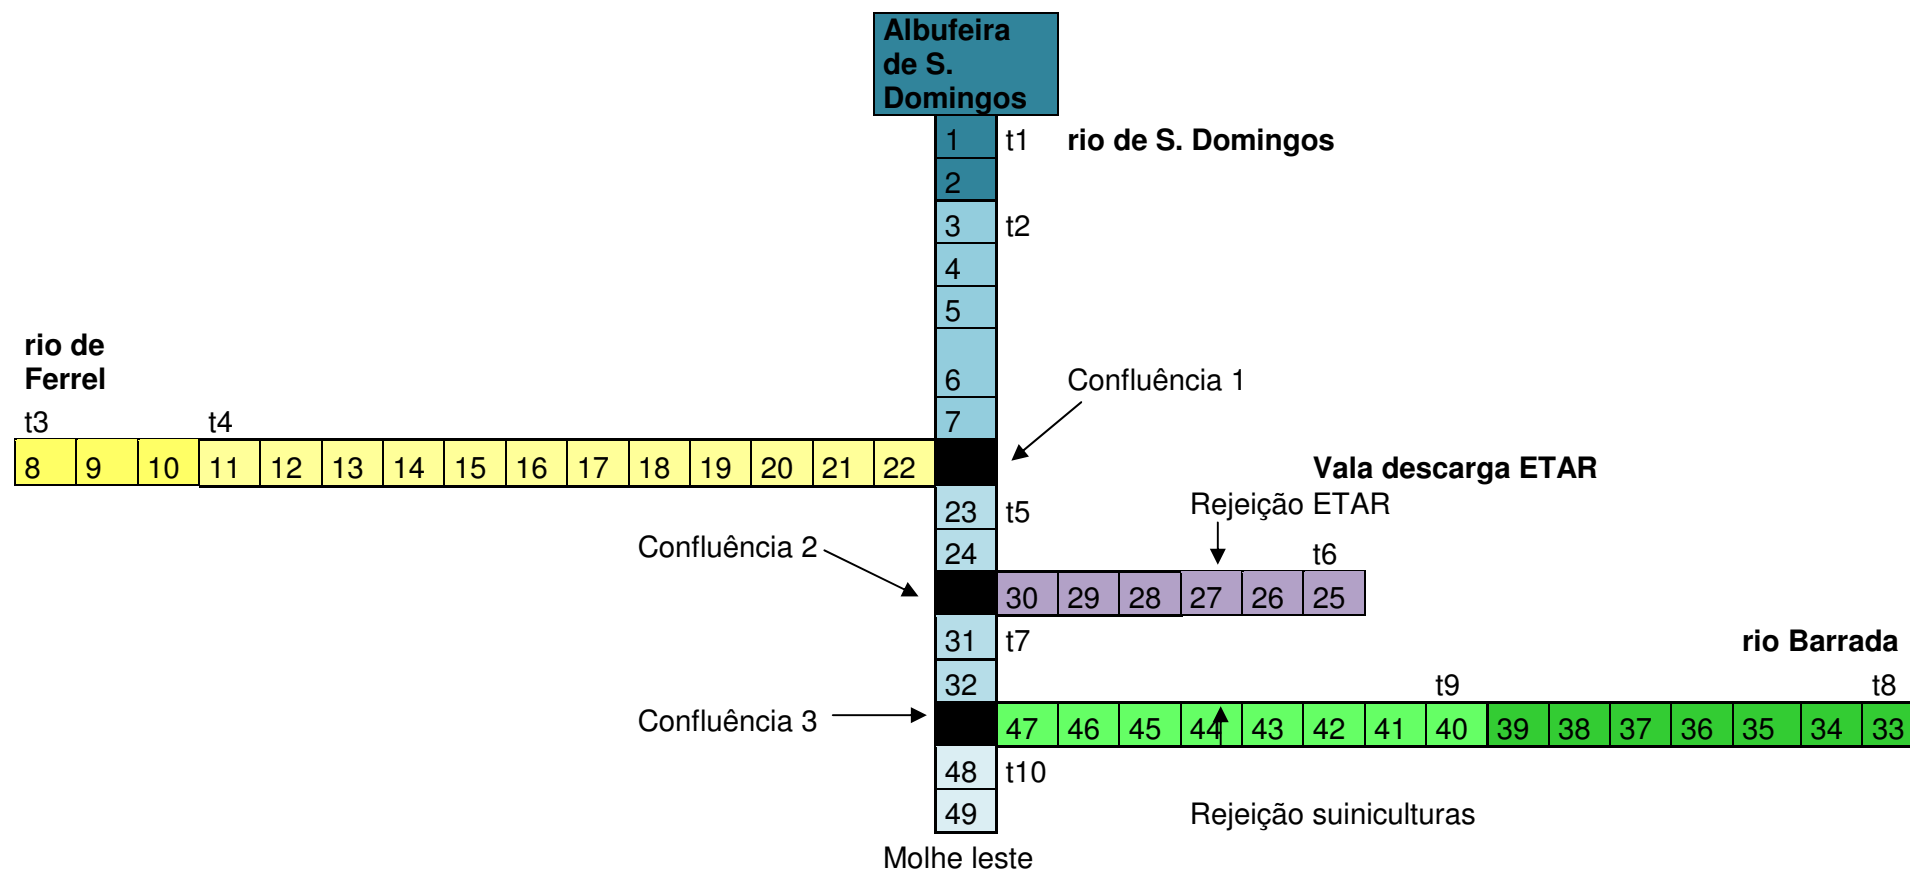 Albufeira
de S.
Domingos
1 t1 rio de S. Domingos
2
3 t2
4
5
rio de
Ferrel
6 Confluência 1
t3 t4 7
8 9 10 11 12 13 14 15 16 17 18 19 20 21 22 Vala descarga ETAR
23 t5 Rejeição ETAR
Confluência 2 24 t6
30 29 28 27 26 25
31 t7 rio Barrada
32 t9 t8
Confluência 3 47 46 45 44 43 42 41 40 39 38 37 36 35 34 33
48 t10
49 Rejeição suiniculturas
Molhe leste